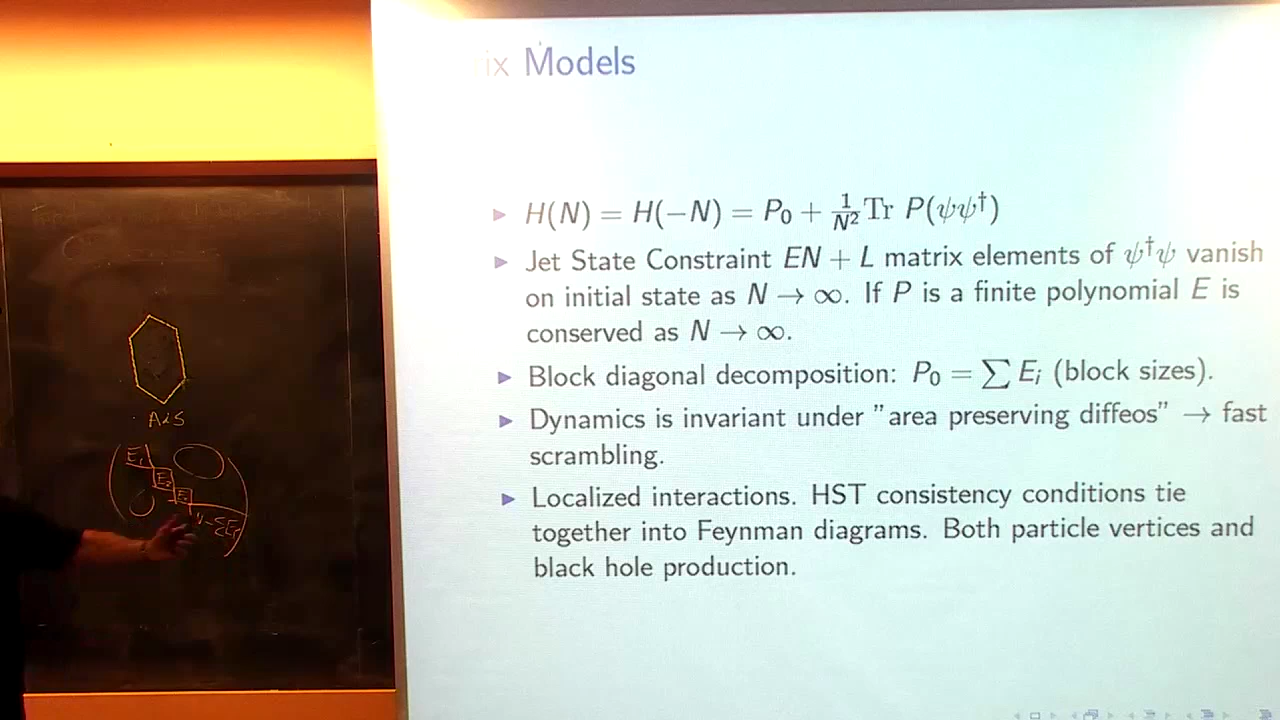 ix Models
▶ H(N) = H(−N) = P₀ + 1/N² Tr P(ψψ†)
▶ Jet State Constraint EN + L matrix elements of ψ†ψ vanish
on initial state as N → ∞. If P is a finite polynomial E is
conserved as N → ∞.
▶ Block diagonal decomposition: P₀ = ∑ Eᵢ (block sizes).
▶ Dynamics is invariant under "area preserving diffeos" → fast
scrambling.
▶ Localized interactions. HST consistency conditions tie
together into Feynman diagrams. Both particle vertices and
black hole production.
AdS
E₁
E₂